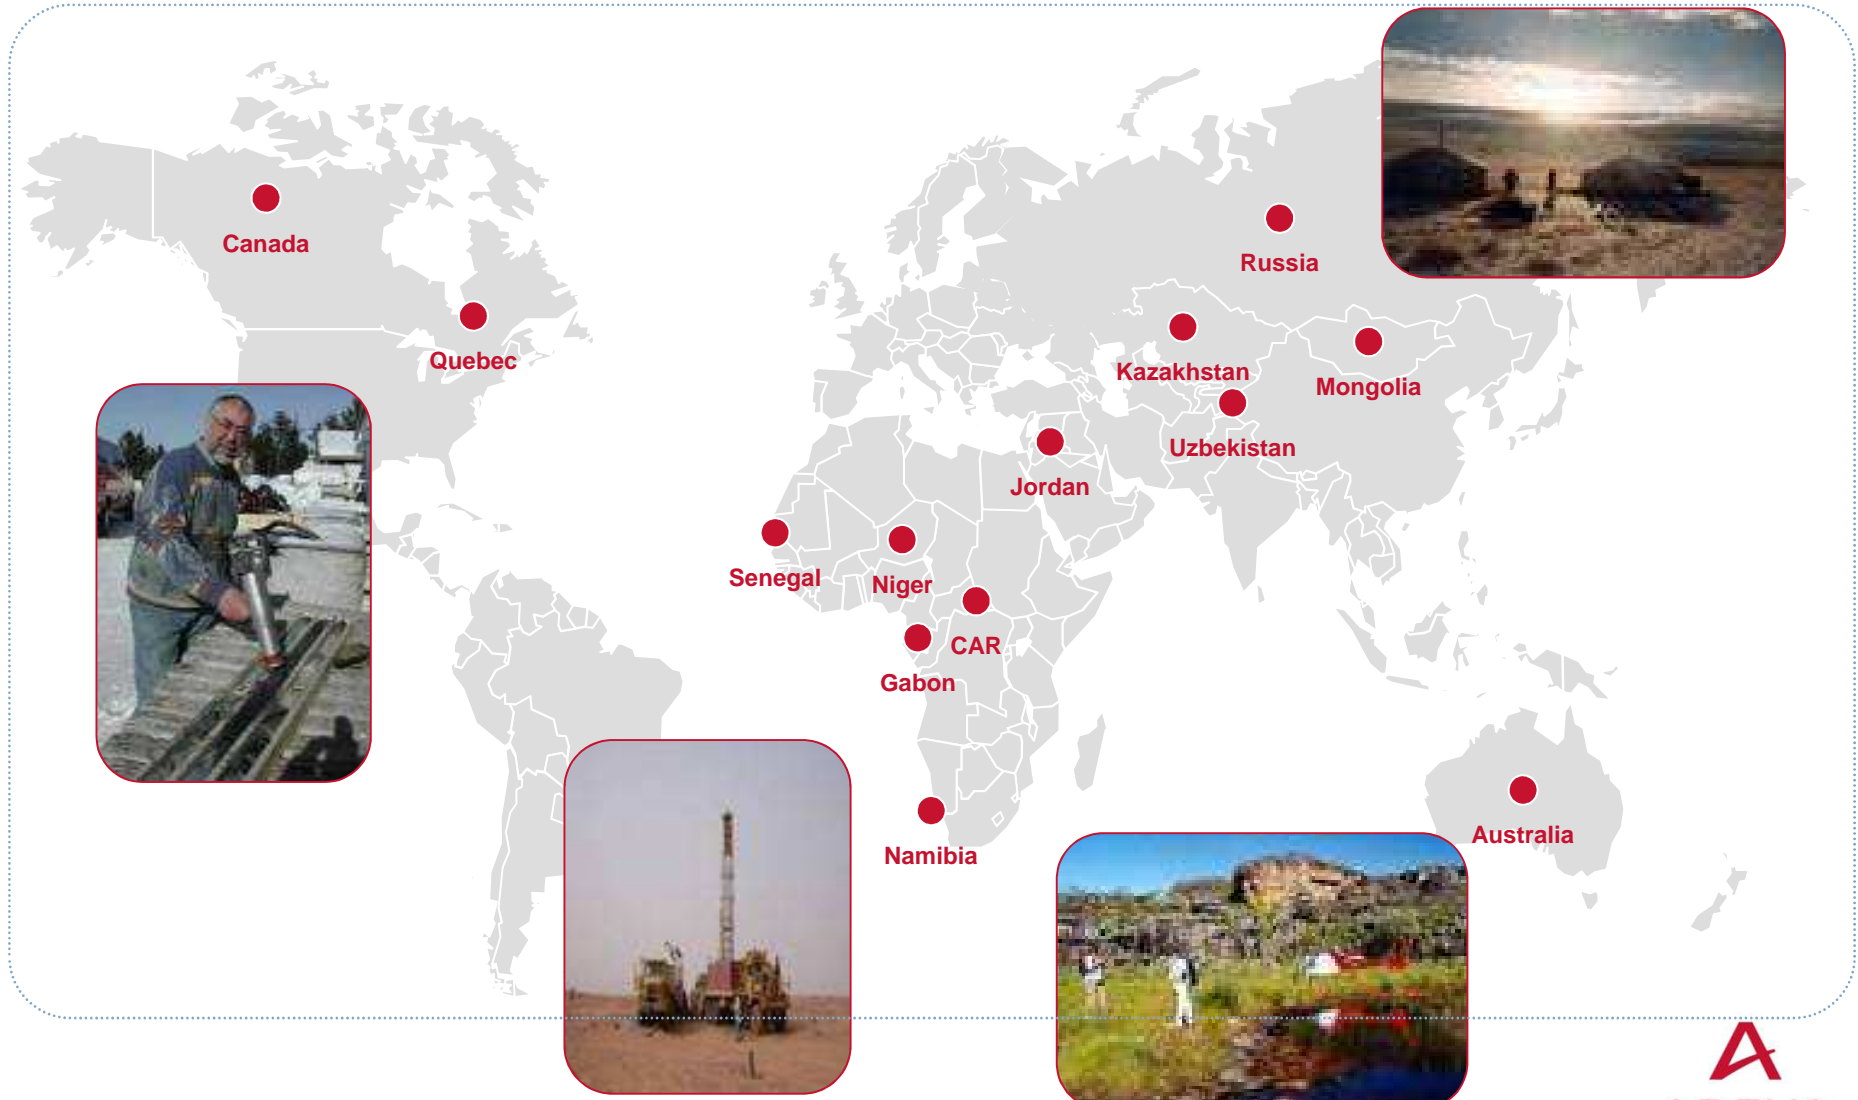 Canada
Russia
Quebec
Kazakhstan
Mongolia
Uzbekistan
Jordan
Senegal
Niger
CAR
Gabon
Australia
Namibia